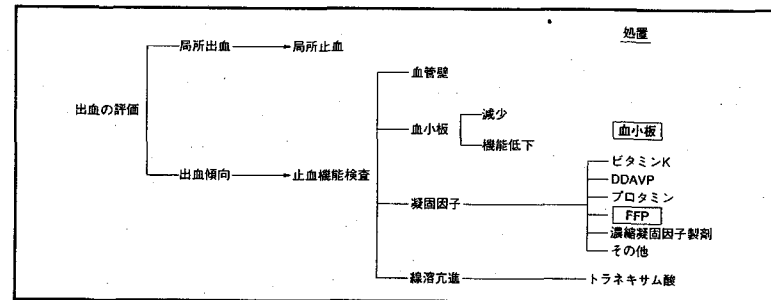 処置
局所出血
局所止血
血管壁
減少
出血の評価
血小板
血小板
機能低下
ビタミンK
出血傾向
止血機能検査
DDAVP
プロタミン
凝固因子
FFP
濃縮凝固因子製剤
その他
線溶亢進
トラネキサム酸